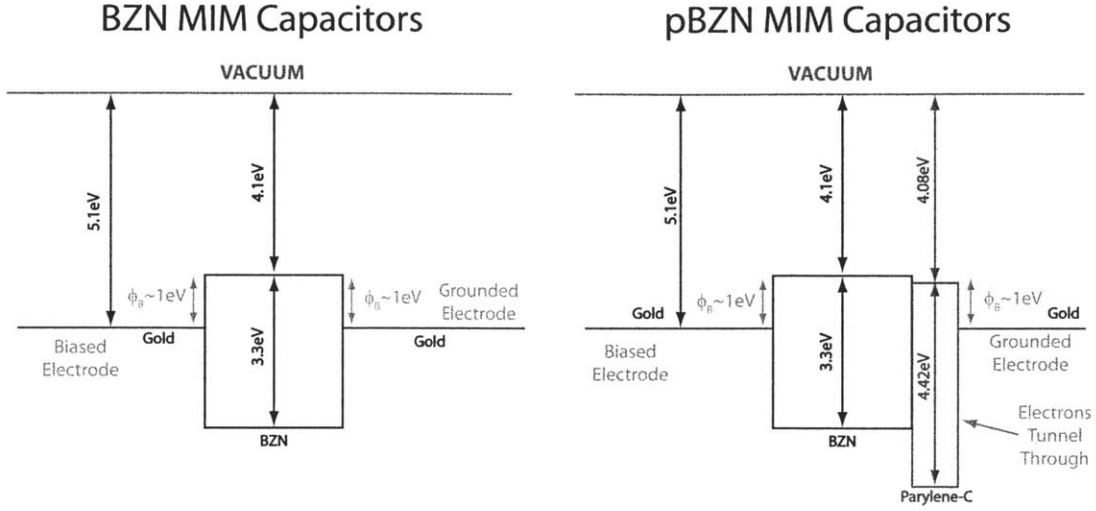 BZN MIM Capacitors
VACUUM
5.1eV
4.1eV
ϕB~1eV
ϕB~1eV
Grounded
Electrode
Gold
Gold
Biased
Electrode
3.3eV
BZN
pBZN MIM Capacitors
VACUUM
5.1eV
4.1eV
4.08eV
Gold
ϕB~1eV
ϕB~1eV
Gold
Biased
Electrode
Grounded
Electrode
3.3eV
4.42eV
BZN
Electrons
Tunnel
Through
Parylene-C